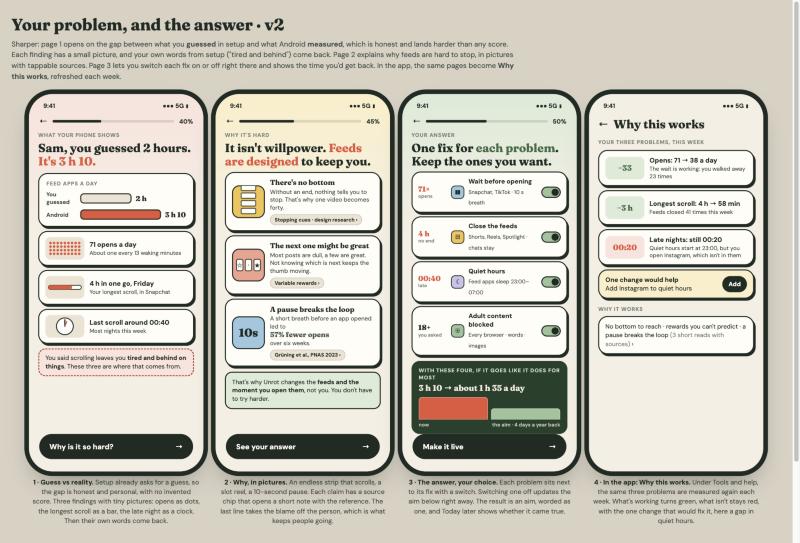 Your problem, and the answer · v2
Sharper: page 1 opens on the gap between what you guessed in setup and what Android measured, which is honest and lands harder than any score.
Each finding has a small picture, and your own words from setup ("tired and behind") come back. Page 2 explains why feeds are hard to stop, in pictures
with tappable sources. Page 3 lets you switch each fix on or off right there and shows the time you'd get back. In the app, the same pages become Why
this works, refreshed each week.
9:41
5G
← 40%
WHAT YOUR PHONE SHOWS
Sam, you guessed 2 hours.
It's 3 h 10.
FEED APPS A DAY
You guessed 2 h
Android 3 h 10
71 opens a day
About one every 13 waking minutes
4 h in one go, Friday
Your longest scroll, in Snapchat
Last scroll around 00:40
Most nights this week
You said scrolling leaves you tired and behind on
things. These three are where that comes from.
Why is it so hard? →
1 · Guess vs reality. Setup already asks for a guess, so
the gap is honest and personal, with no invented
score. Three findings with tiny pictures: opens as dots,
the longest scroll as a bar, the late night as a clock.
Then their own words come back.
9:41
5G
← 45%
WHY IT'S HARD
It isn't willpower. Feeds
are designed to keep you.
There's no bottom
Without an end, nothing tells you to
stop. That's why one video becomes
forty.
Stopping cues · design research ›
The next one might be great
Most posts are dull, a few are great.
Not knowing which is next keeps the
thumb moving.
Variable rewards ›
10s
A pause breaks the loop
A short breath before an app opened
led to
57% fewer opens
over six weeks.
Grüning et al., PNAS 2023 ›
That's why Unrot changes the feeds and the
moment you open them, not you. You don't have
to try harder.
See your answer →
2 · Why, in pictures. An endless strip that scrolls, a
slot reel, a 10-second pause. Each claim has a source
chip that opens a short note with the reference. The
last line takes the blame off the person, which is what
keeps people going.
9:41
5G
← 50%
YOUR ANSWER
One fix for each problem.
Keep the ones you want.
71×
opens
Wait before opening
Snapchat, TikTok · 10 s
breath
4 h
no end
Close the feeds
Shorts, Reels, Spotlight ·
chats stay
00:40
late
Quiet hours
Feed apps sleep 23:00–
07:00
18+
you asked
Adult content
blocked
Every browser · words ·
images
WITH THESE FOUR, IF IT GOES LIKE IT DOES FOR
MOST
3 h 10 → about 1 h 35 a day
now
the aim · 4 days a year back
Make it live →
3 · The answer, your choice. Each problem sits next
to its fix with a switch. Switching one off updates the
aim below right away. The result is an aim, worded as
one, and Today later shows whether it came true.
9:41
5G
← Why this works
YOUR THREE PROBLEMS, THIS WEEK
−33
Opens: 71 → 38 a day
The wait is working: you walked away
23 times
−3 h
Longest scroll: 4 h → 58 min
Feeds closed 41 times this week
00:20
Late nights: still 00:20
Quiet hours start at 23:00, but you
open Instagram, which isn't in them
One change would help
Add Instagram to quiet hours
Add
WHY IT WORKS
No bottom to reach · rewards you can't predict · a
pause breaks the loop (3 short reads with
sources) ›
4 · In the app: Why this works. Under Tools and help,
the same three problems are measured again each
week. What's working turns green, what isn't stays red,
with the one change that would fix it, here a gap in
quiet hours.